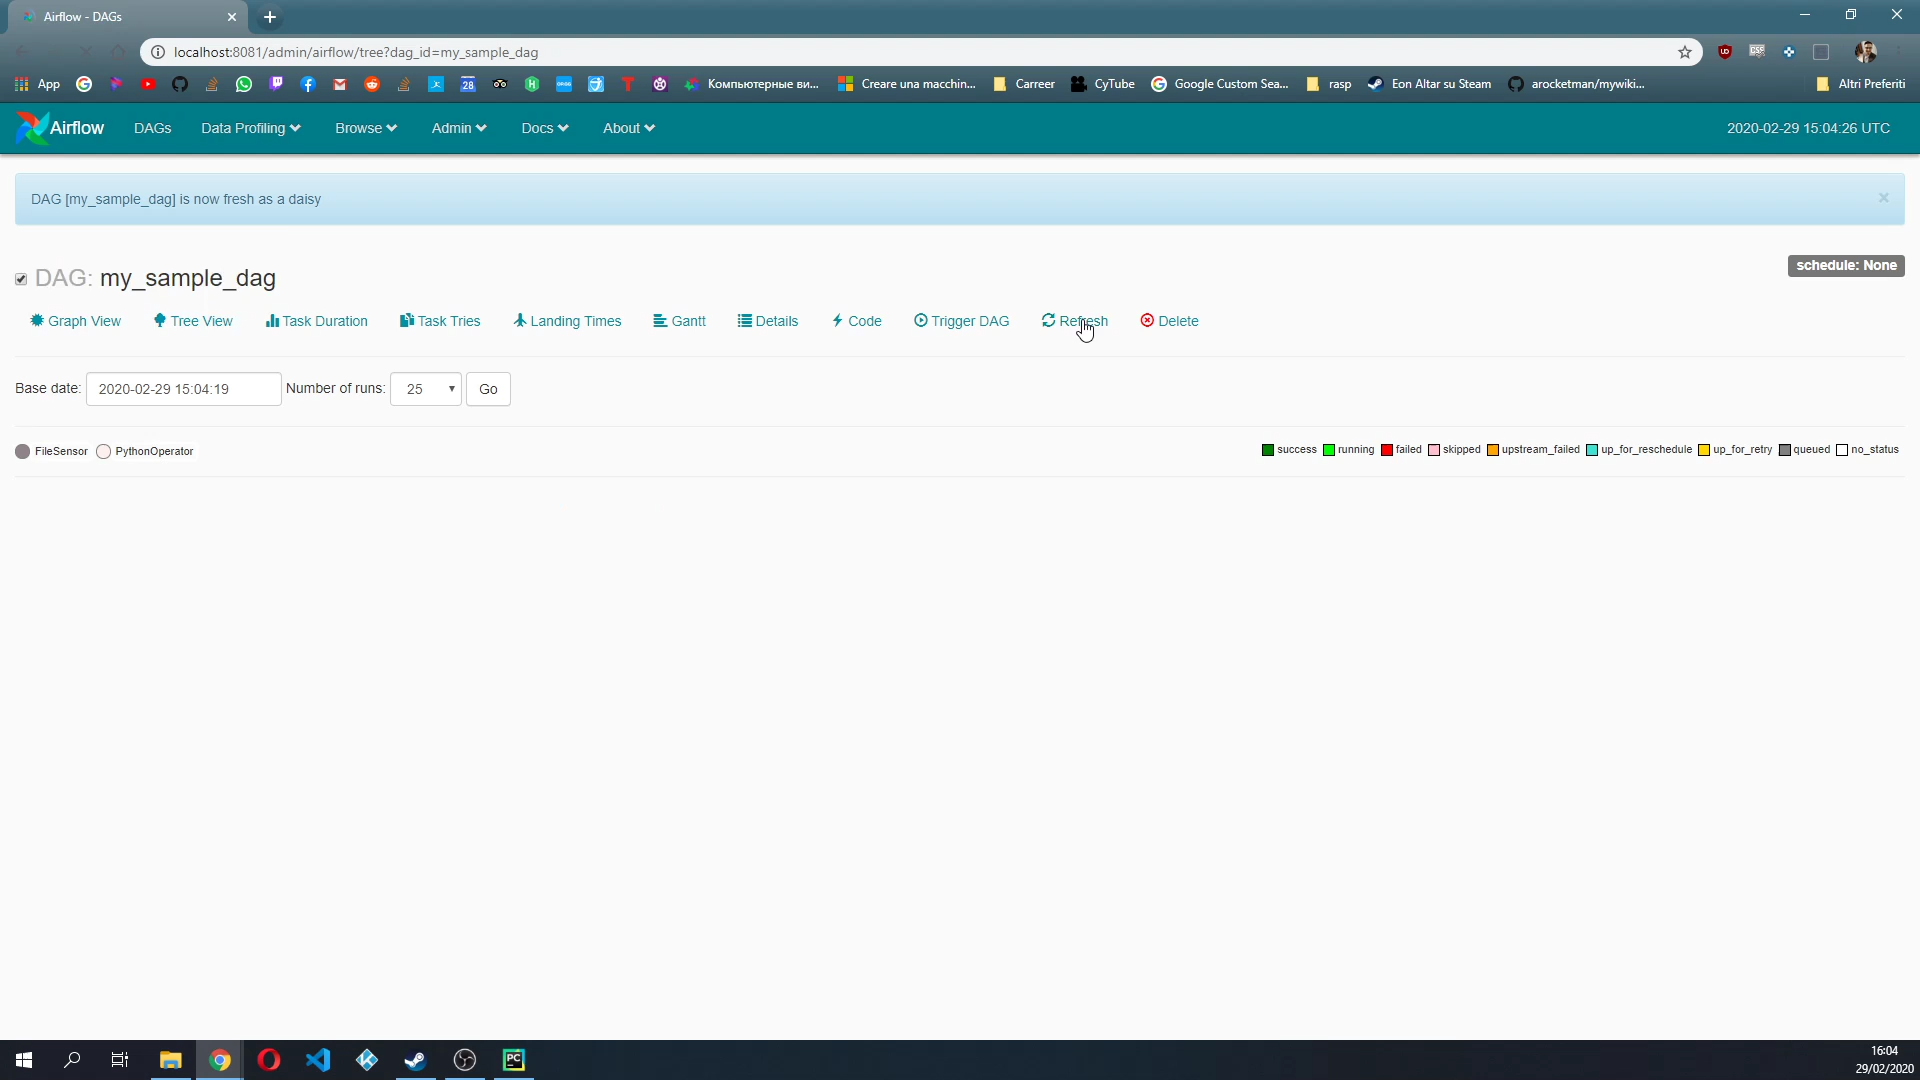 Airflow - DAGs
localhost:8081/admin/airflow/tree?dag_id=my_sample_dag
App
28
Компьютерные ви...
Creare una macchin...
Carreer
CyTube
Google Custom Sea...
rasp
Eon Altar su Steam
arocketman/mywiki...
Altri Preferiti
Airflow
DAGs
Data Profiling
Browse
Admin
Docs
About
2020-02-29 15:04:26 UTC
DAG [my_sample_dag] is now fresh as a daisy
×
DAG: my_sample_dag
schedule: None
Graph View
Tree View
Task Duration
Task Tries
Landing Times
Gantt
Details
Code
Trigger DAG
Refresh
Delete
Base date: 2020-02-29 15:04:19 Number of runs: 25 Go
FileSensor PythonOperator
success running failed skipped upstream_failed up_for_reschedule up_for_retry queued no_status
PC
16:04
29/02/2020